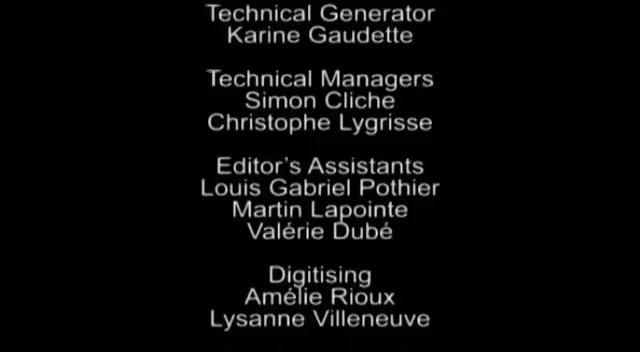 Technical Generator
Karine Gaudette
Technical Managers
Simon Cliche
Christophe Lygrisse
Editor's Assistants
Louis Gabriel Pothier
Martin Lapointe
Valérie Dubé
Digitising
Amélie Rioux
Lysanne Villeneuve